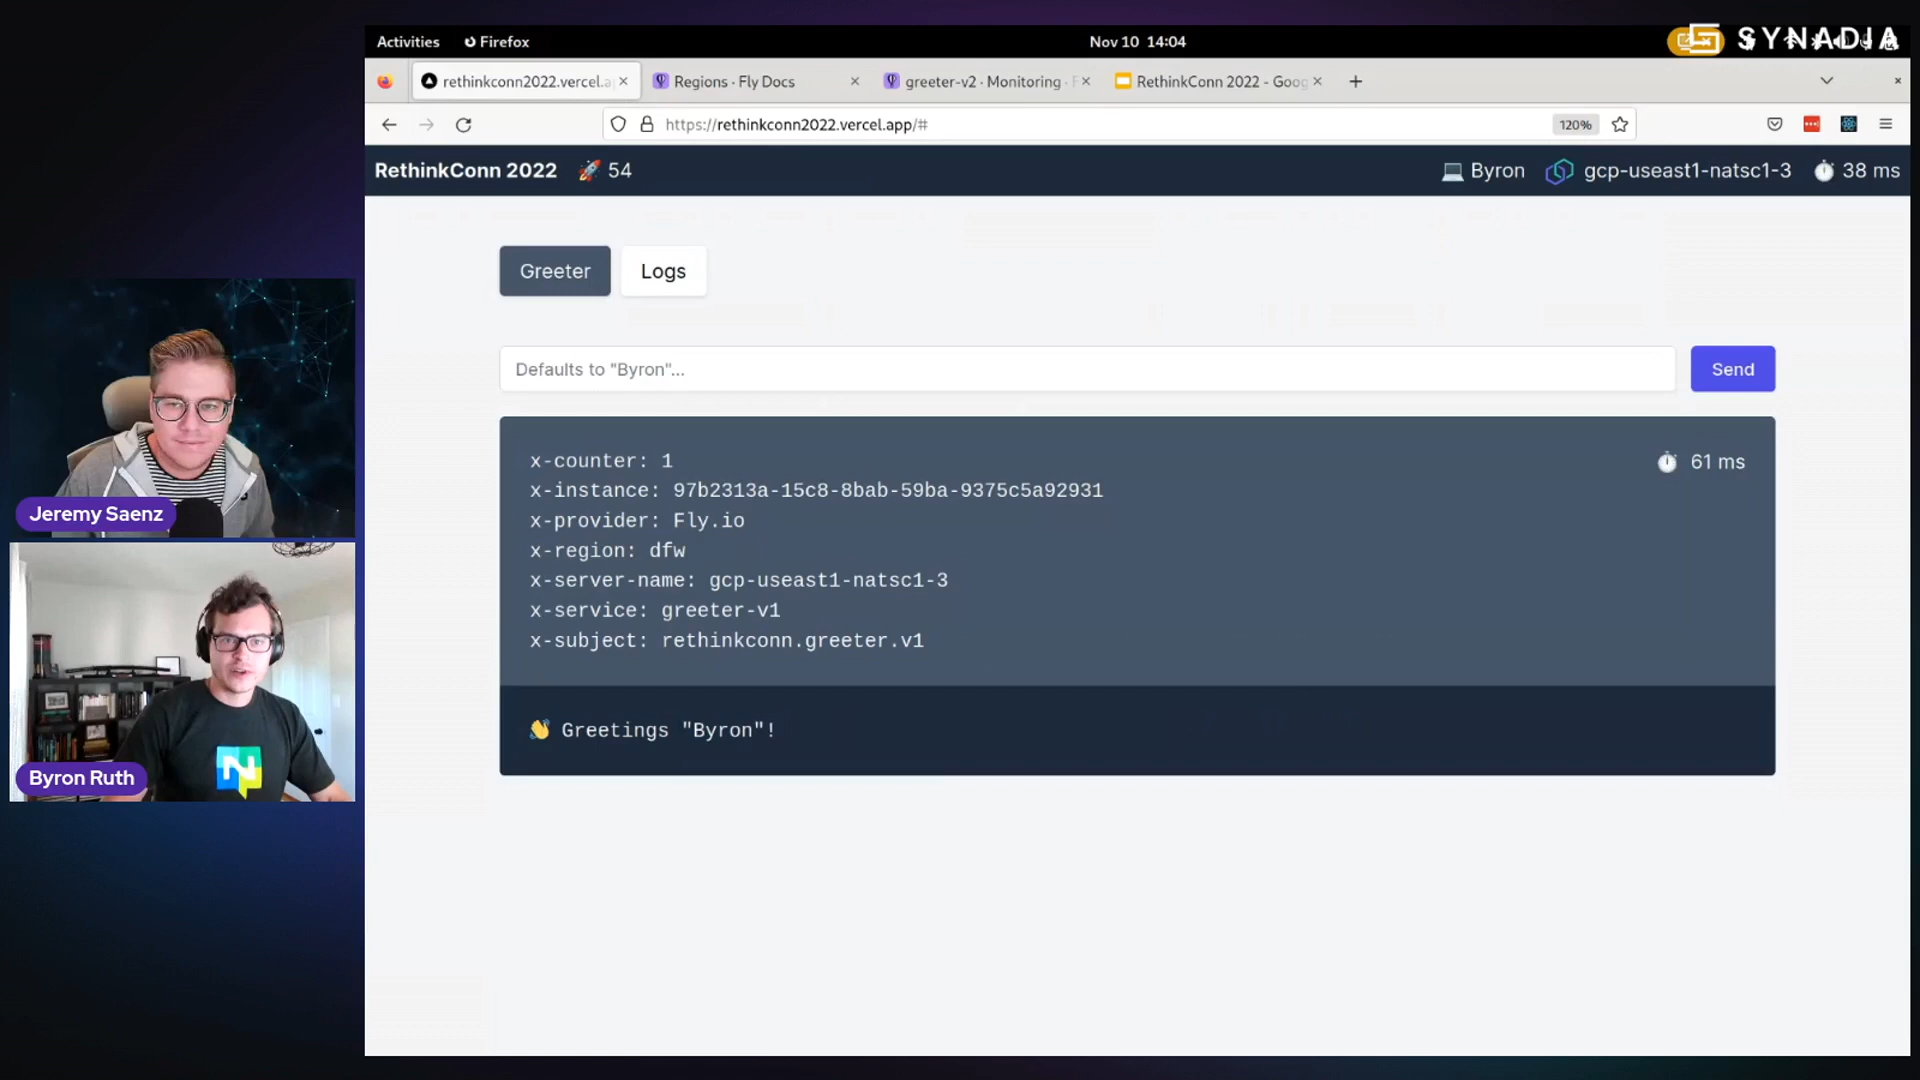 Activities Firefox Nov 10 14:04
SYNADIA
rethinkconn2022.vercel.a Regions · Fly Docs greeter-v2 · Monitoring · RethinkConn 2022 - Goog
https://rethinkconn2022.vercel.app/# 120%
RethinkConn 2022 🚀 54 💻 Byron gcp-useast1-natsc1-3 ⏱️ 38 ms
Greeter Logs
Defaults to "Byron"... Send
x-counter: 1 ⏱️ 61 ms
x-instance: 97b2313a-15c8-8bab-59ba-9375c5a92931
x-provider: Fly.io
x-region: dfw
x-server-name: gcp-useast1-natsc1-3
x-service: greeter-v1
x-subject: rethinkconn.greeter.v1
👋 Greetings "Byron"!
Jeremy Saenz
N
Byron Ruth